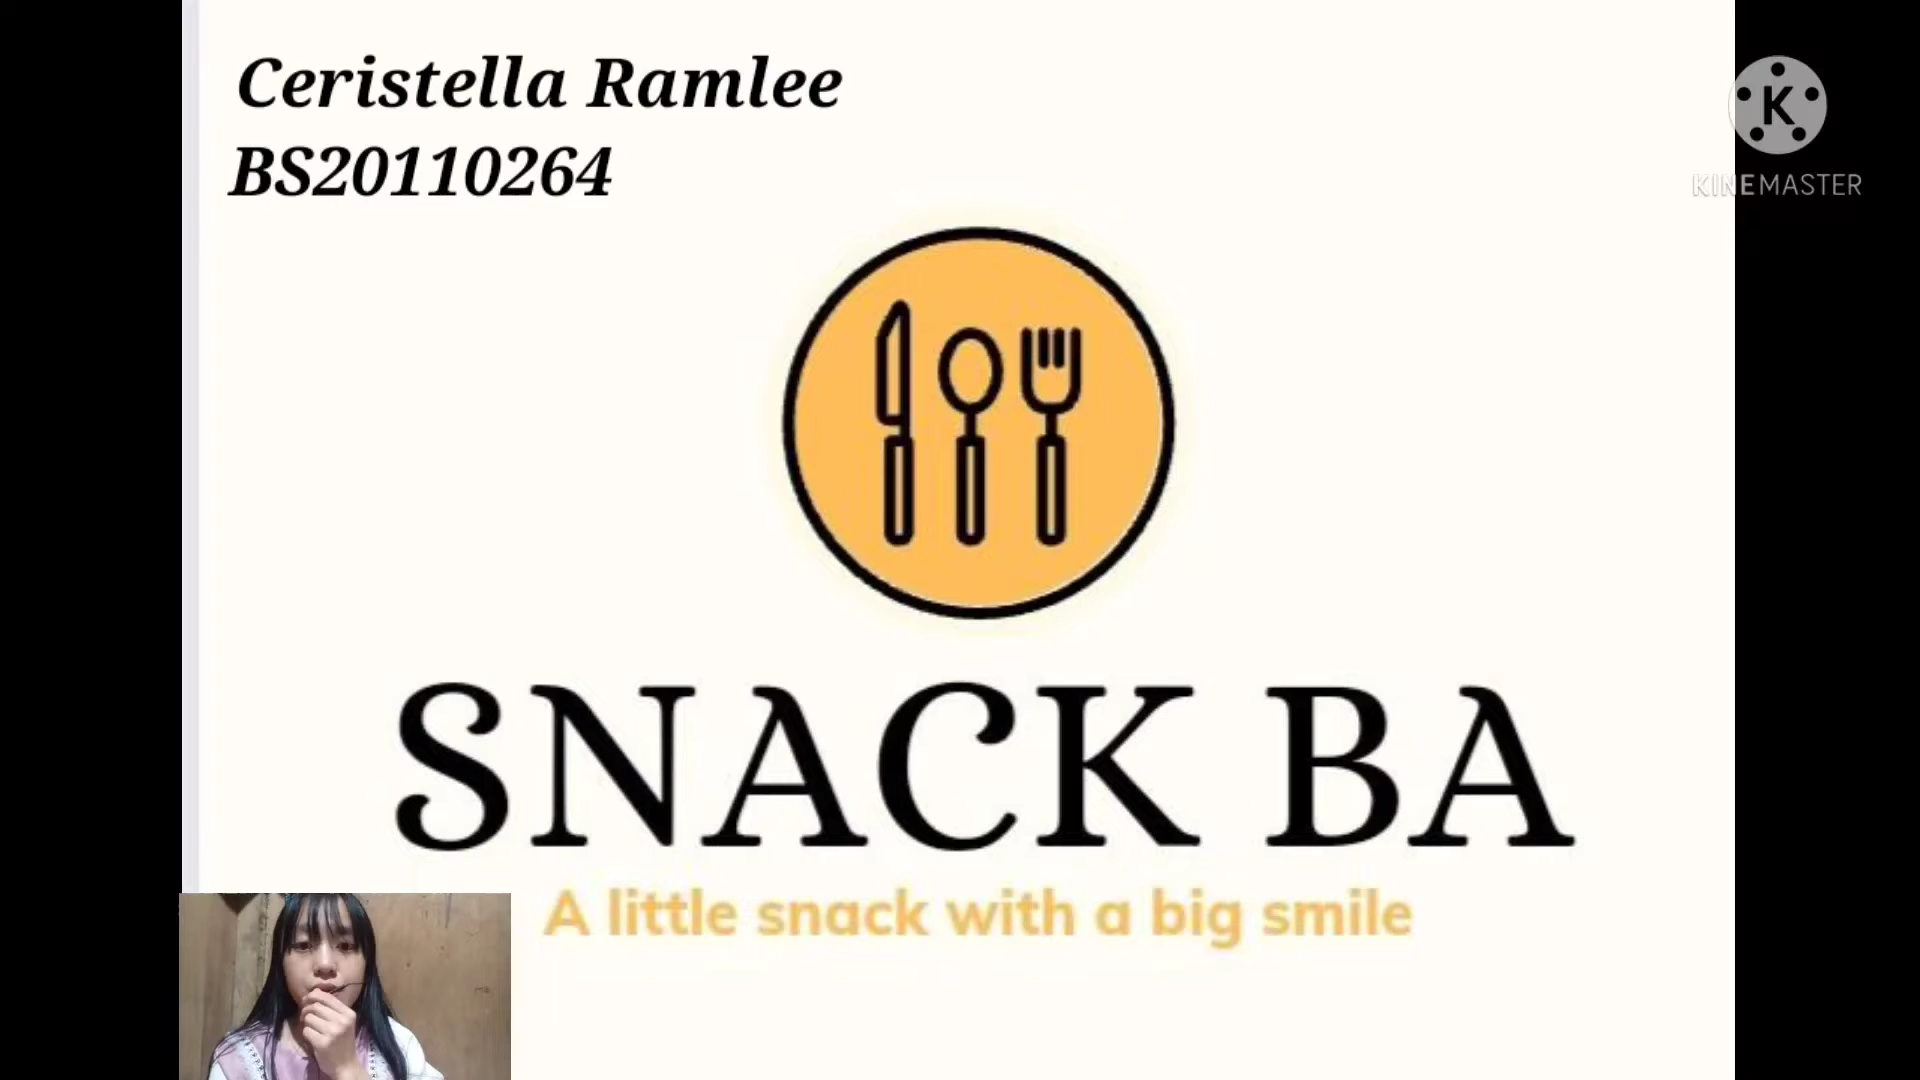 Ceristella Ramlee
BS20110264
K
KINEMASTER
SNACK BA
A little snack with a big smile